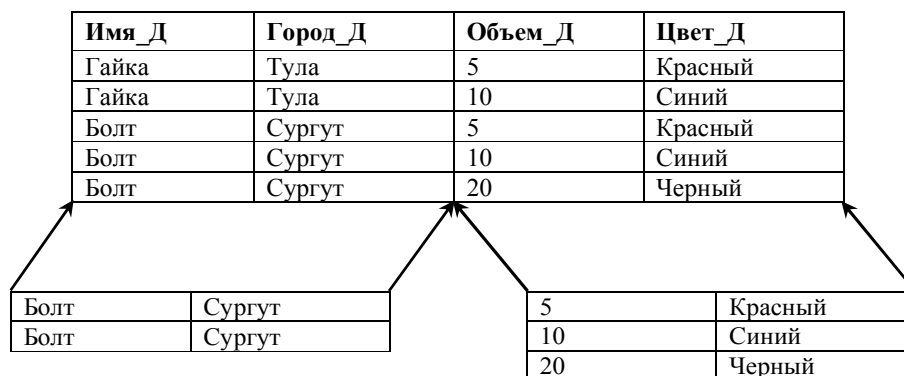 Имя_Д Город_Д Объем_Д Цвет_Д
Гайка Тула 5 Красный
Гайка Тула 10 Синий
Болт Сургут 5 Красный
Болт Сургут 10 Синий
Болт Сургут 20 Черный
Болт Сургут 5 Красный
Болт Сургут 10 Синий
20 Черный